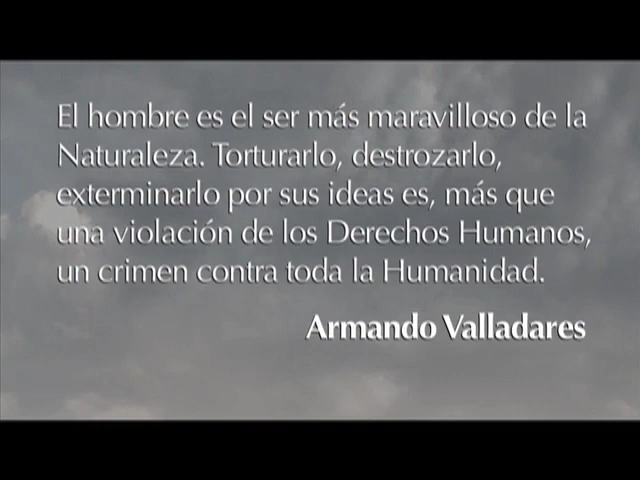 El hombre es el ser más maravilloso de la
Naturaleza. Torturarlo, destrozarlo,
exterminarlo por sus ideas es, más que
una violación de los Derechos Humanos,
un crimen contra toda la Humanidad.
Armando Valladares